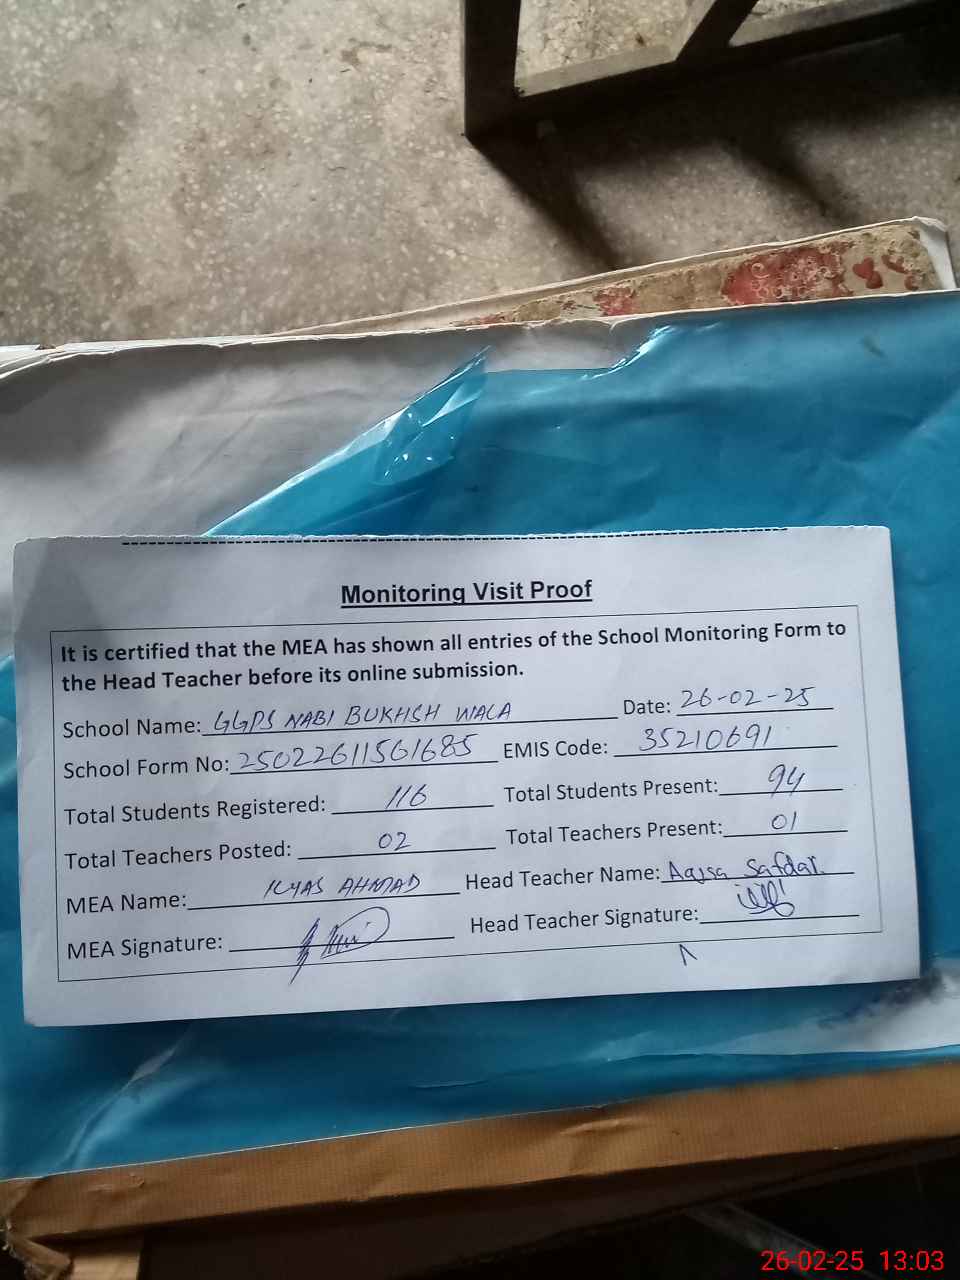 Monitoring Visit Proof
It is certified that the MEA has shown all entries of the School Monitoring Form to
the Head Teacher before its online submission.
School Name: GGPS NABI BUKHSH WALA Date: 26-02-25
School Form No: 25022611561685 EMIS Code: 35210691
Total Students Registered: 116 Total Students Present: 94
Total Teachers Posted: 02 Total Teachers Present: 01
MEA Name: ILYAS AHMAD Head Teacher Name: Aqsa Safdar.
MEA Signature: Head Teacher Signature:
26-02-25 13:03